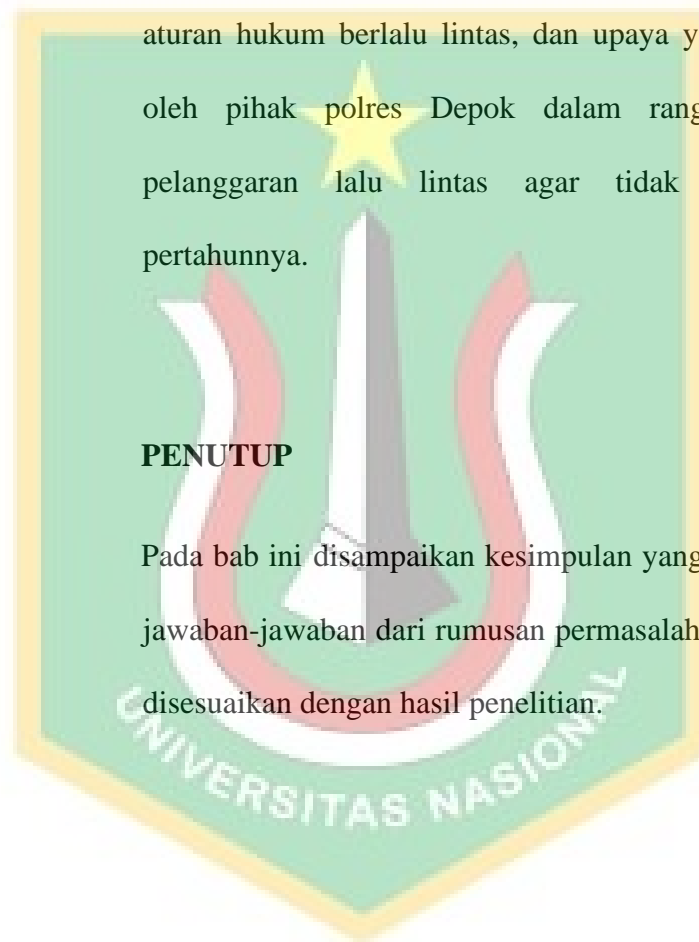 aturan hukum berlalu lintas, dan upaya y
oleh pihak polres Depok dalam rang
pelanggaran lalu lintas agar tidak
pertahunnya.
PENUTUP
Pada bab ini disampaikan kesimpulan yang
jawaban-jawaban dari rumusan permasalah
disesuaikan dengan hasil penelitian.
UNIVERSITAS NASIONAL